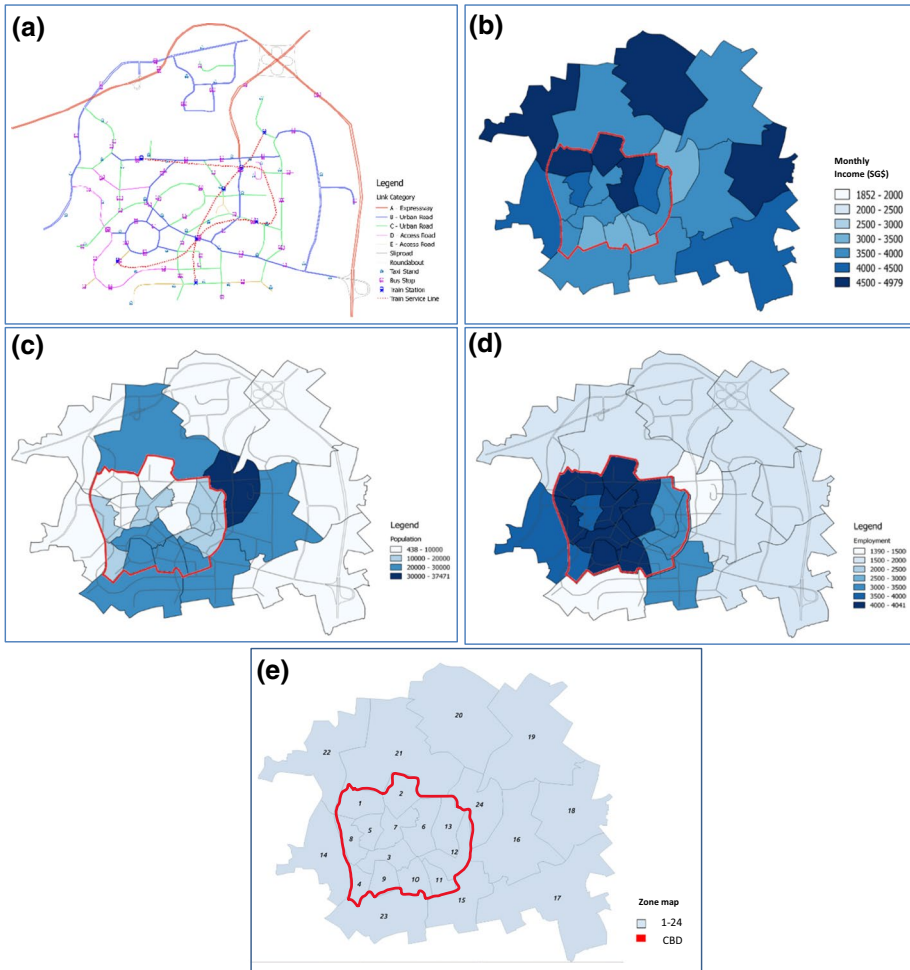 (a)
Legend
Link Category
A - Expressway
B - Urban Road
C - Urban Road
D - Access Road
E - Access Road
Sliproad
Roundabout
Taxi Stand
Bus Stop
Train Station
Train Service Line
(b)
Monthly
Income (SG$)
1852 - 2000
2000 - 2500
2500 - 3000
3000 - 3500
3500 - 4000
4000 - 4500
4500 - 4979
(c)
Legend
Population
438 - 10000
10000 - 20000
20000 - 30000
30000 - 37471
(d)
Legend
Employment
1390 - 1500
1500 - 2000
2000 - 2500
2500 - 3000
3000 - 3500
3500 - 4000
4000 - 4041
(e)
20
19
22
21
1
2
24
18
5
7
6
13
8
16
14
3
12
4
9
10
11
15
17
23
Zone map
1-24
CBD